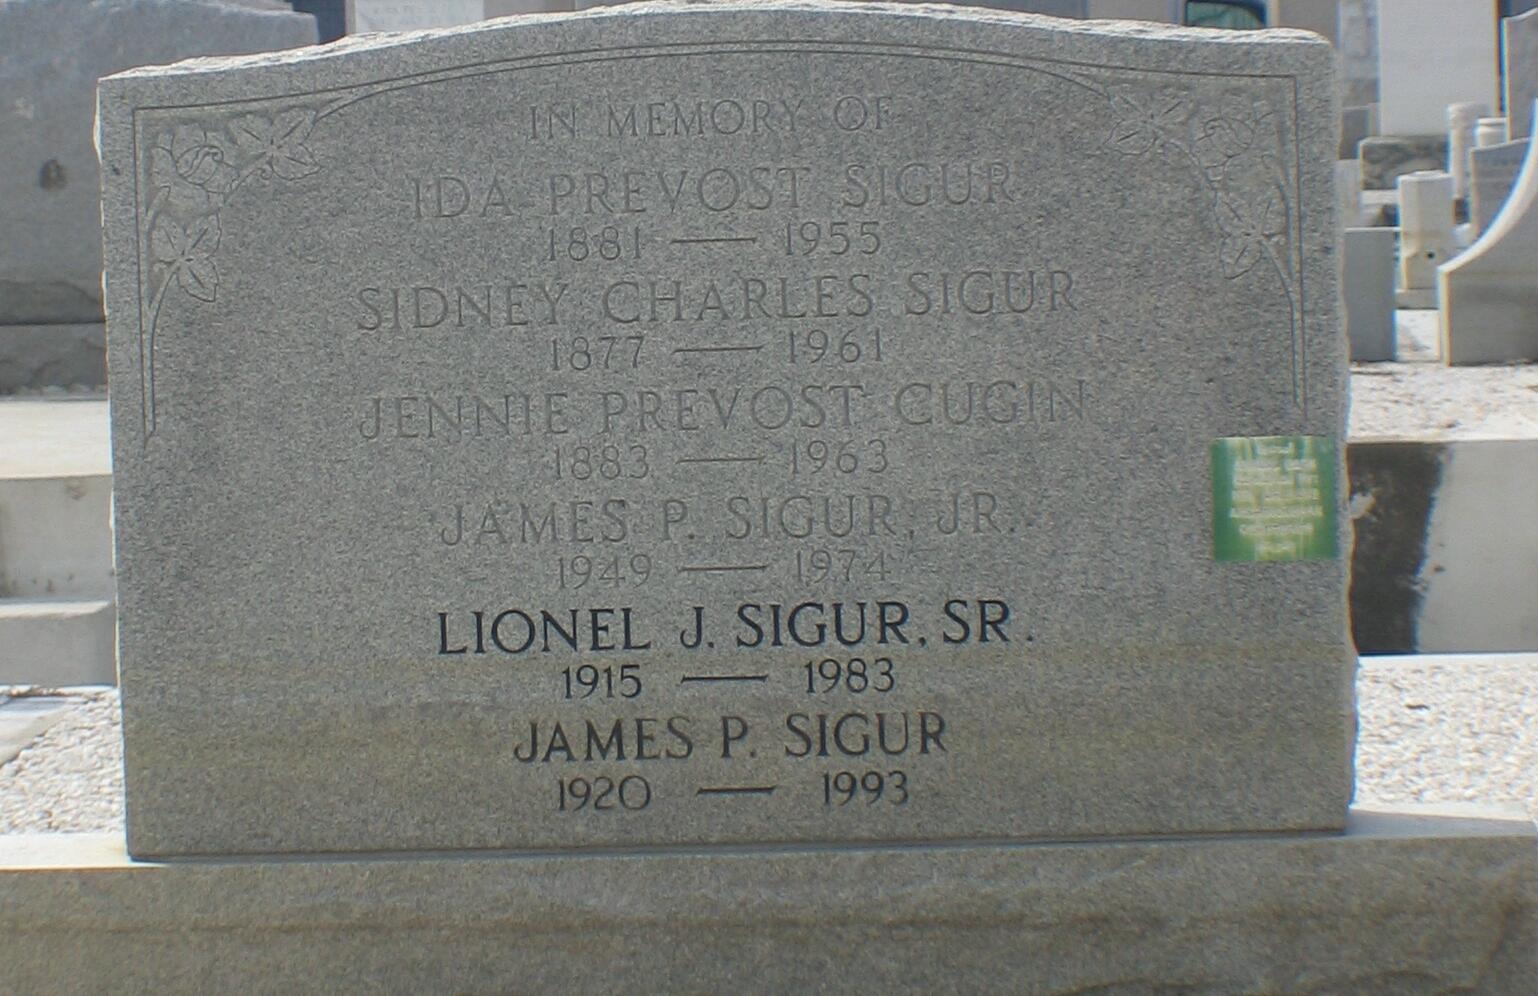 IN MEMORY OF
IDA PREVOST SIGUR
1881 — 1955
SIDNEY CHARLES SIGUR
1877 — 1961
JENNIE PREVOST CUGIN
1883 — 1963
JAMES P. SIGUR, JR.
1949 — 1974
LIONEL J. SIGUR, SR.
1915 — 1983
JAMES P. SIGUR
1920 — 1993